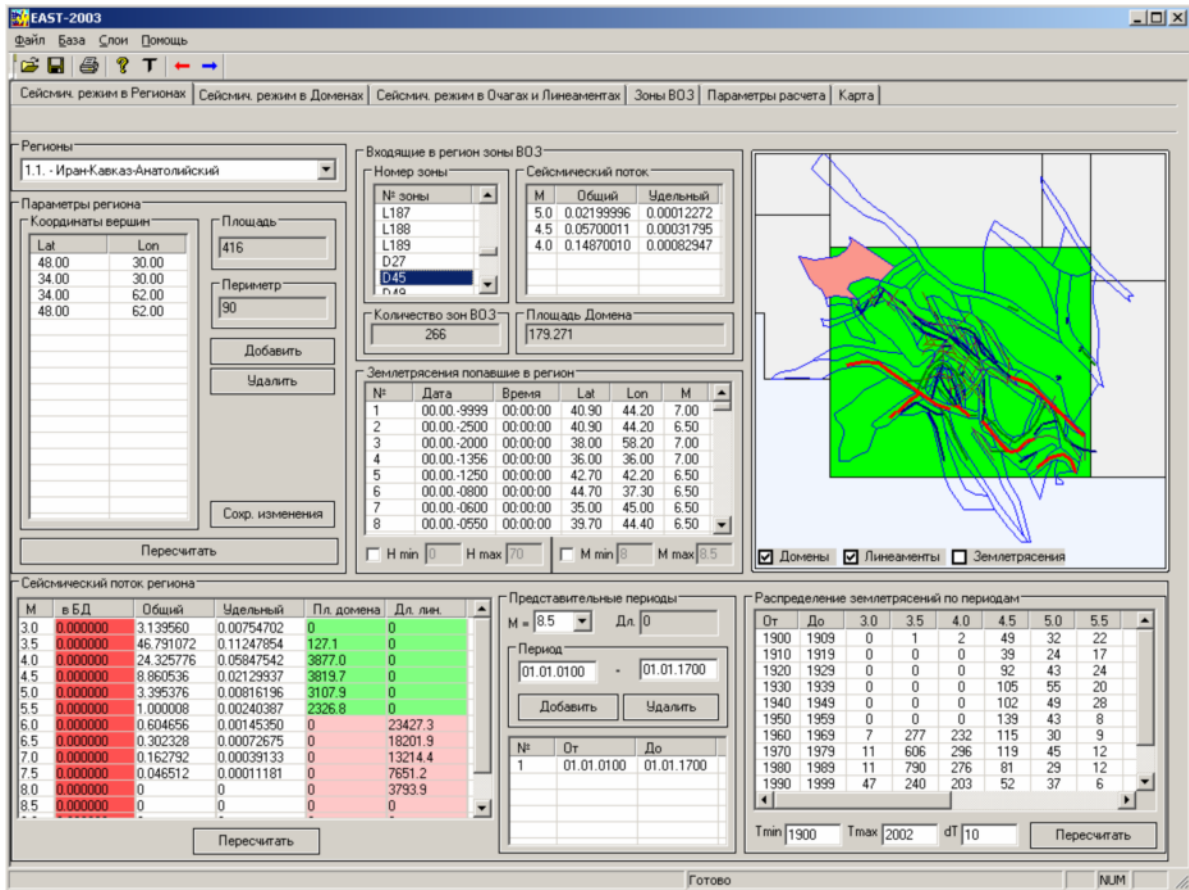 EAST-2003
Файл База Слои Помощь
Сейсмич. режим в Регионах Сейсмич. режим в Доменах Сейсмич. режим в Очагах и Линеаментах Зоны ВОЗ Параметры расчета Карта
Регионы
1.1. - Иран-Кавказ-Анатолийский
Параметры региона
Координаты вершин
Lat Lon
48.00 30.00
34.00 30.00
34.00 62.00
48.00 62.00
Площадь
416
Периметр
90
Добавить
Удалить
Сохр. изменения
Пересчитать
Входящие в регион зоны ВОЗ
Номер зоны
№ зоны
L187
L188
L189
D27
D45
D49
Сейсмический поток
М Общий Удельный
5.0 0.02199996 0.00012272
4.5 0.05700011 0.00031795
4.0 0.14870010 0.00082947
Количество зон ВОЗ
266
Площадь Домена
179.271
Землетрясения попавшие в регион
№ Дата Время Lat Lon M
1 00.00.-9999 00:00:00 40.90 44.20 7.00
2 00.00.-2500 00:00:00 40.90 44.20 6.50
3 00.00.-2000 00:00:00 38.00 58.20 7.00
4 00.00.-1356 00:00:00 36.00 36.00 7.00
5 00.00.-1250 00:00:00 42.70 42.20 6.50
6 00.00.-0800 00:00:00 44.70 37.30 6.50
7 00.00.-0600 00:00:00 35.00 45.00 6.50
8 00.00.-0550 00:00:00 39.70 44.40 6.50
H min 0 H max 70 M min 8 M max 8.5
Домены Линеаменты Землетрясения
Сейсмический поток региона
М в БД Общий Удельный Пл. домена Дл. лин.
3.0 0.000000 3.139560 0.00754702 0 0
3.5 0.000000 46.791072 0.11247854 127.1 0
4.0 0.000000 24.325776 0.05847542 3877.0 0
4.5 0.000000 8.860536 0.02129937 3819.7 0
5.0 0.000000 3.395376 0.00816196 3107.9 0
5.5 0.000000 1.000008 0.00240387 2326.8 0
6.0 0.000000 0.604656 0.00145350 0 23427.3
6.5 0.000000 0.302328 0.00072675 0 18201.9
7.0 0.000000 0.162792 0.00039133 0 13214.4
7.5 0.000000 0.046512 0.00011181 0 7651.2
8.0 0.000000 0 0 0 3793.9
8.5 0.000000 0 0 0 0
Пересчитать
Представительные периоды
М = 8.5 Дл. 0
Период
01.01.0100 - 01.01.1700
Добавить Удалить
№ От До
1 01.01.0100 01.01.1700
Распределение землетрясений по периодам
От До 3.0 3.5 4.0 4.5 5.0 5.5
1900 1909 0 1 2 49 32 22
1910 1919 0 0 0 39 24 17
1920 1929 0 0 0 92 43 24
1930 1939 0 0 0 105 55 20
1940 1949 0 0 0 102 49 28
1950 1959 0 0 0 139 43 8
1960 1969 7 277 232 115 30 9
1970 1979 11 606 296 119 45 12
1980 1989 11 790 276 81 29 12
1990 1999 47 240 203 52 37 6
Tmin 1900 Tmax 2002 dT 10 Пересчитать
Готово NUM